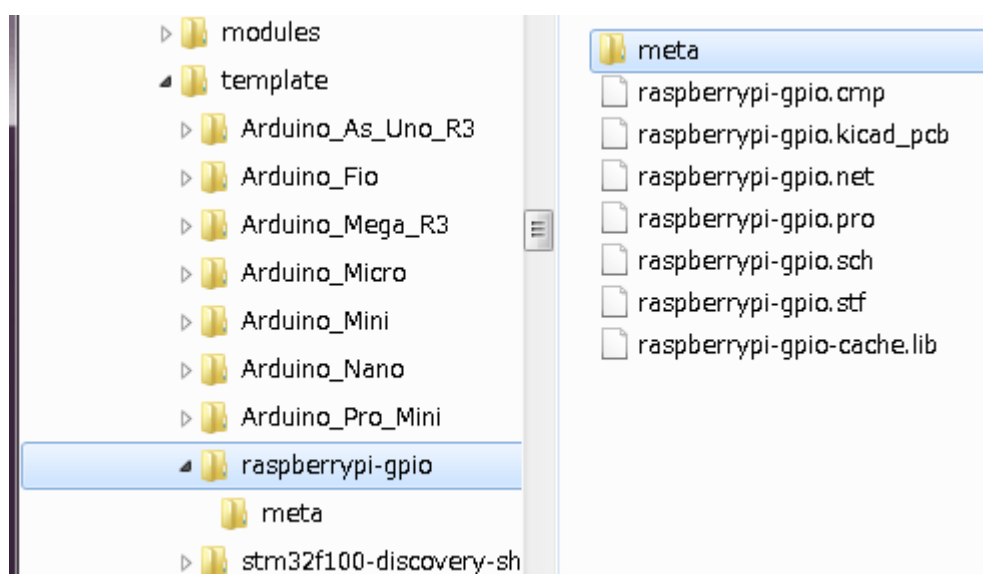 modules
template
Arduino_As_Uno_R3
Arduino_Fio
Arduino_Mega_R3
Arduino_Micro
Arduino_Mini
Arduino_Nano
Arduino_Pro_Mini
raspberrypi-gpio
meta
stm32f100-discovery-sh
meta
raspberrypi-gpio.cmp
raspberrypi-gpio.kicad_pcb
raspberrypi-gpio.net
raspberrypi-gpio.pro
raspberrypi-gpio.sch
raspberrypi-gpio.stf
raspberrypi-gpio-cache.lib